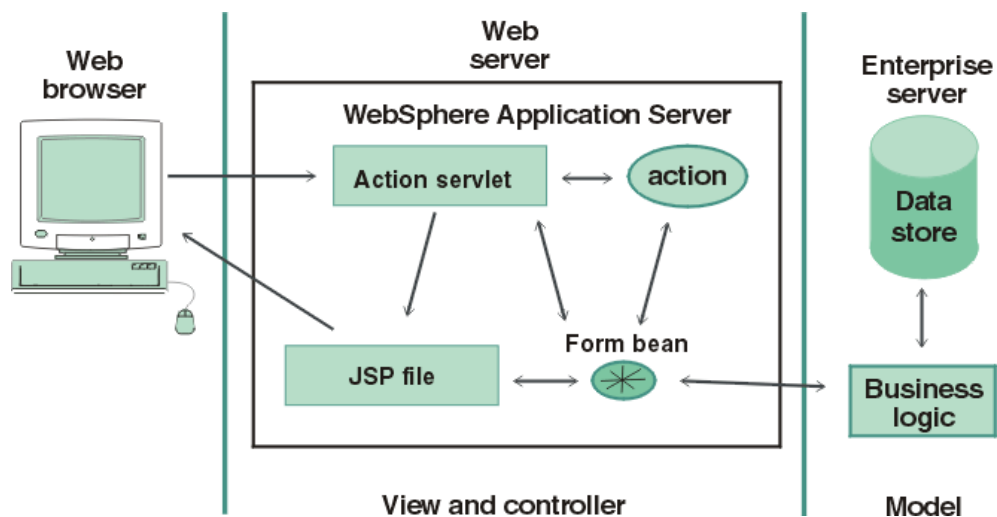 Web
browser
Web
server
Enterprise
server
WebSphere Application Server
Action servlet
action
Data
store
Form bean
JSP file
Business
logic
View and controller
Model